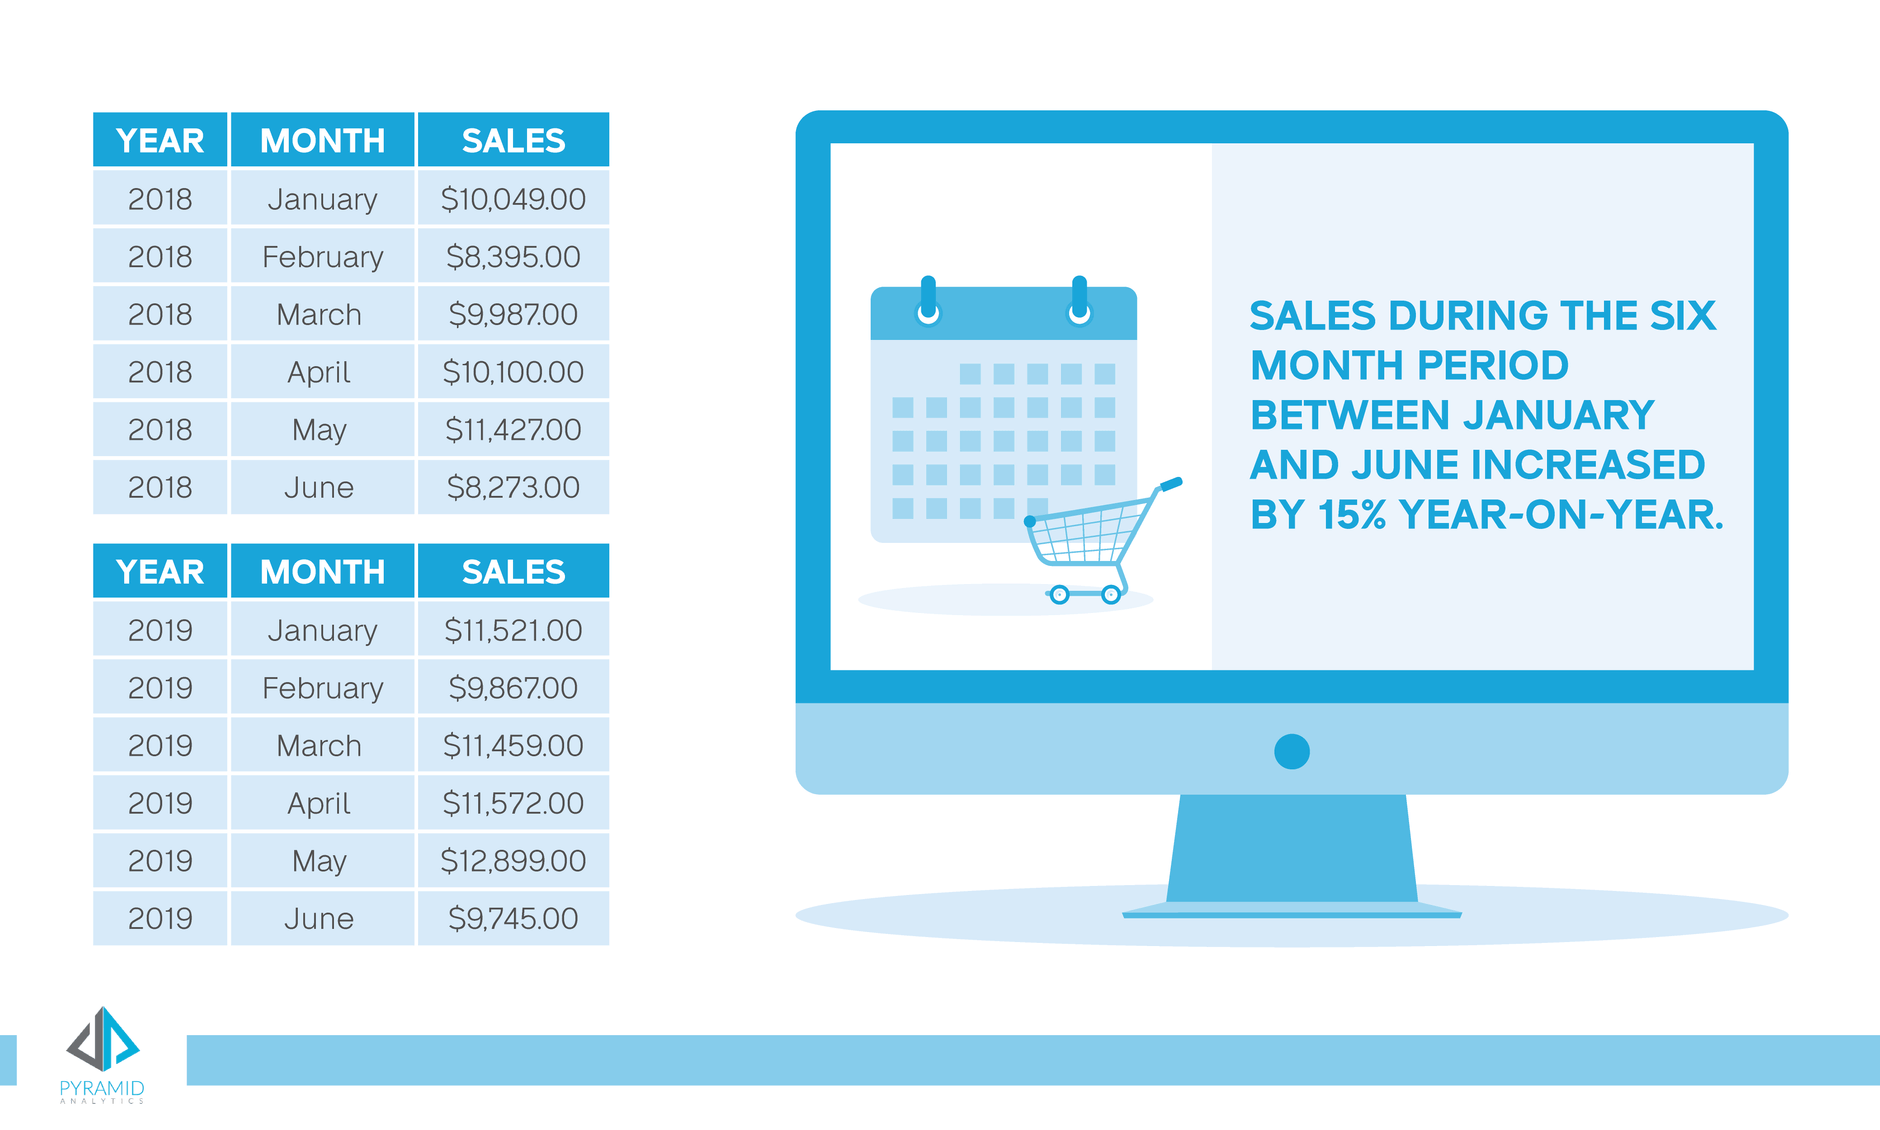 YEAR MONTH SALES
2018 January $10,049.00
2018 February $8,395.00
2018 March $9,987.00
2018 April $10,100.00
2018 May $11,427.00
2018 June $8,273.00
YEAR MONTH SALES
2019 January $11,521.00
2019 February $9,867.00
2019 March $11,459.00
2019 April $11,572.00
2019 May $12,899.00
2019 June $9,745.00
SALES DURING THE SIX
MONTH PERIOD
BETWEEN JANUARY
AND JUNE INCREASED
BY 15% YEAR-ON-YEAR.
PYRAMID
ANALYTICS